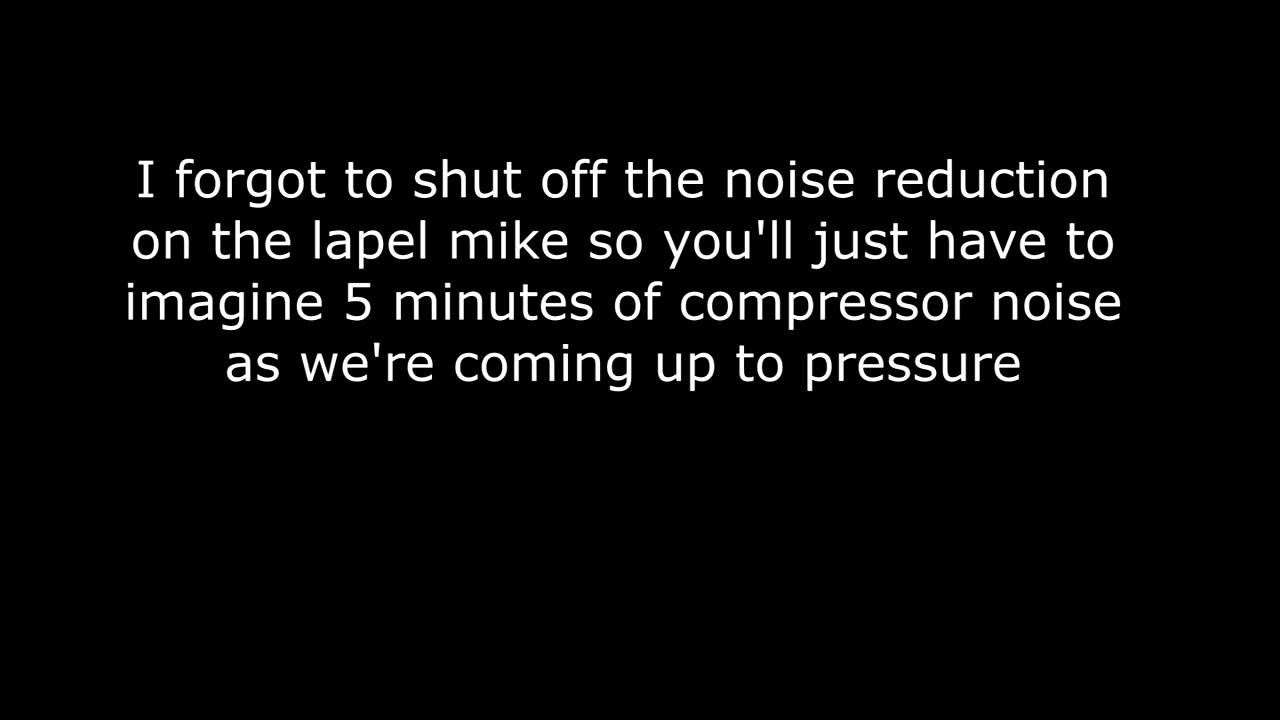 I forgot to shut off the noise reduction
on the lapel mike so you'll just have to
imagine 5 minutes of compressor noise
as we're coming up to pressure